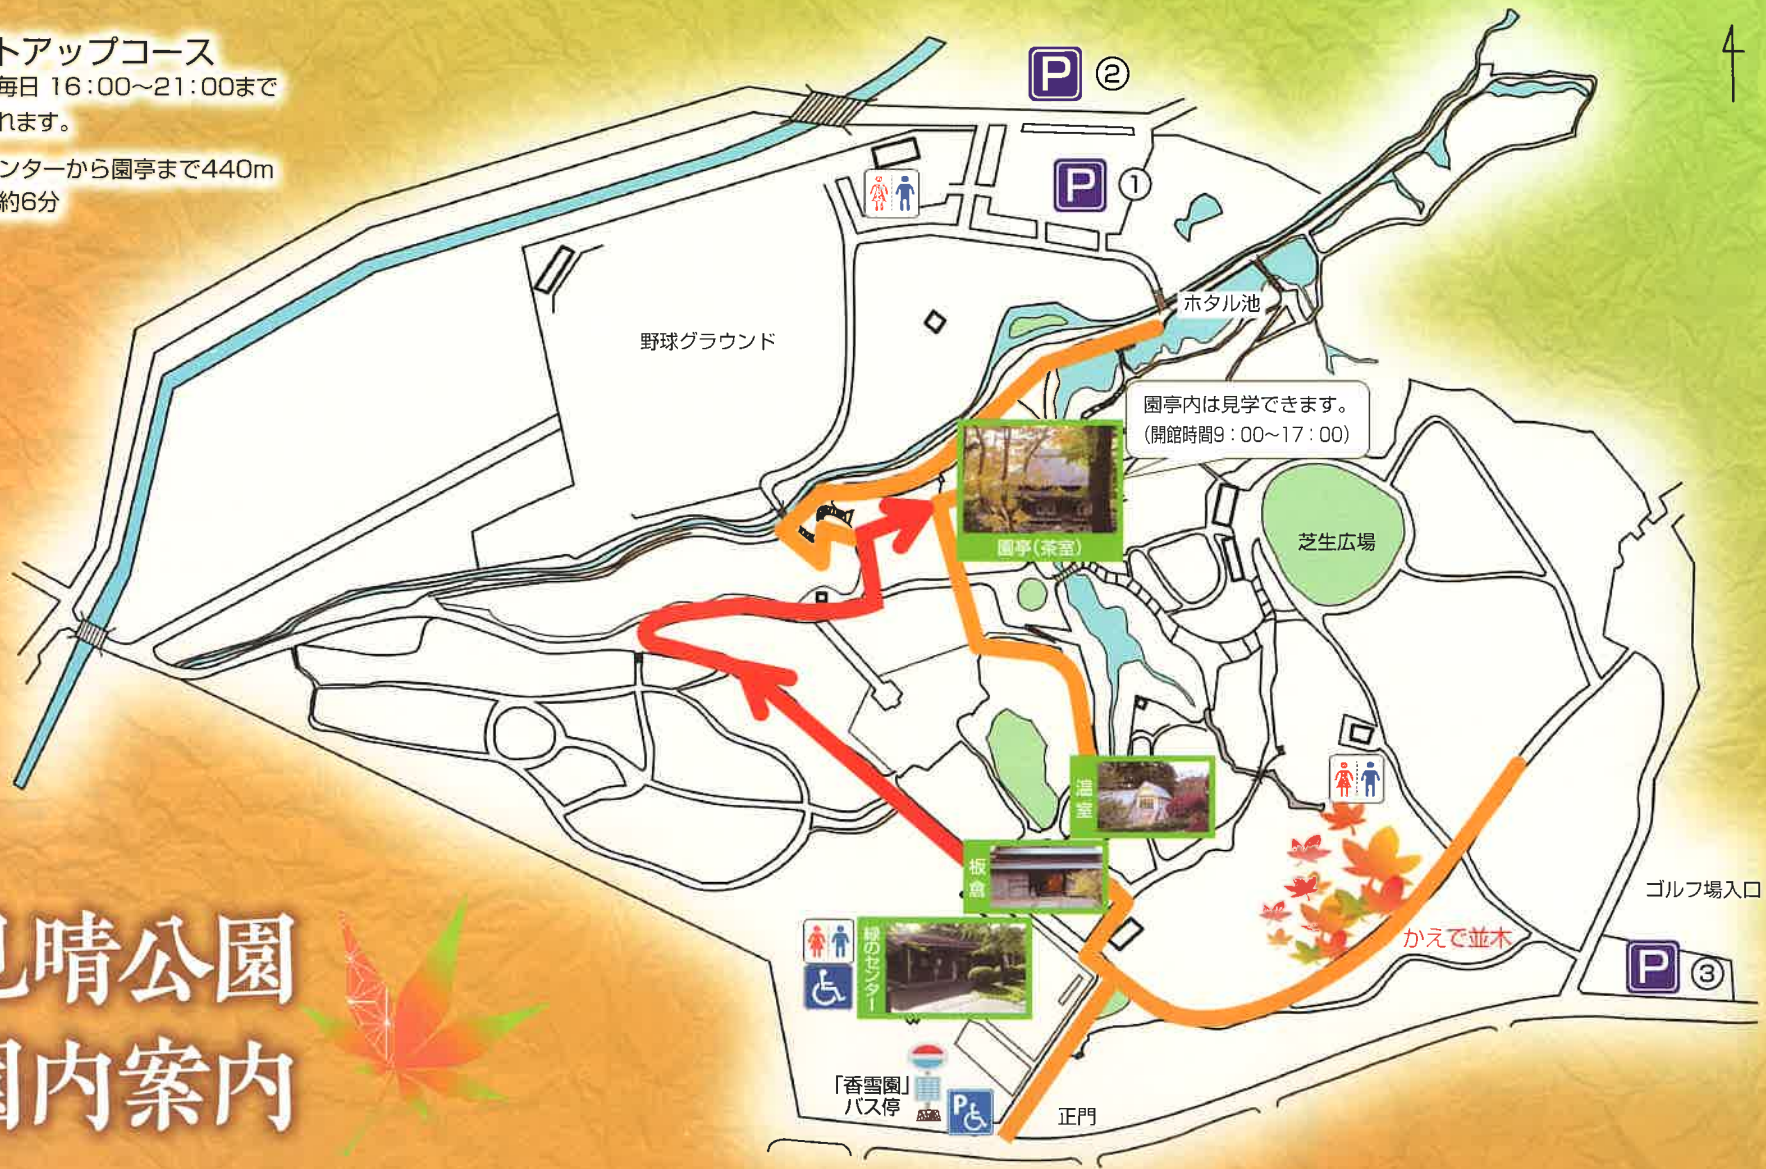 トアップコース
毎日 16:00～21:00まで
れます。
ンターから園亭まで440m
約6分
P ②
P ①
ホタル池
野球グラウンド
園亭内は見学できます。
(開館時間9:00～17:00)
園亭(茶室)
芝生広場
温室
板倉
緑のセンター
かえで並木
ゴルフ場入口
P ③
「香雪園」
バス停
P
正門
見晴公園
園内案内